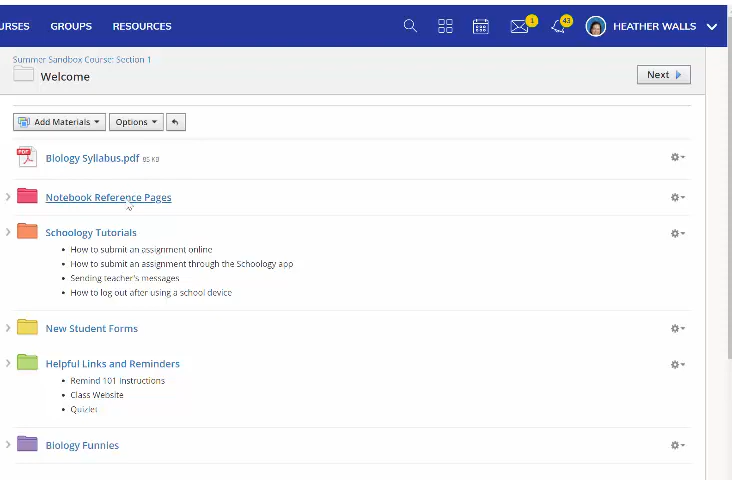 URSES GROUPS RESOURCES 1 43 HEATHER WALLS
Summer Sandbox Course: Section 1
Welcome
Next
Add Materials Options
PDF Biology Syllabus.pdf 85 KB
Notebook Reference Pages
Schoology Tutorials
• How to submit an assignment online
• How to submit an assignment through the Schoology app
• Sending teacher's messages
• How to log out after using a school device
New Student Forms
Helpful Links and Reminders
• Remind 101 Instructions
• Class Website
• Quizlet
Biology Funnies